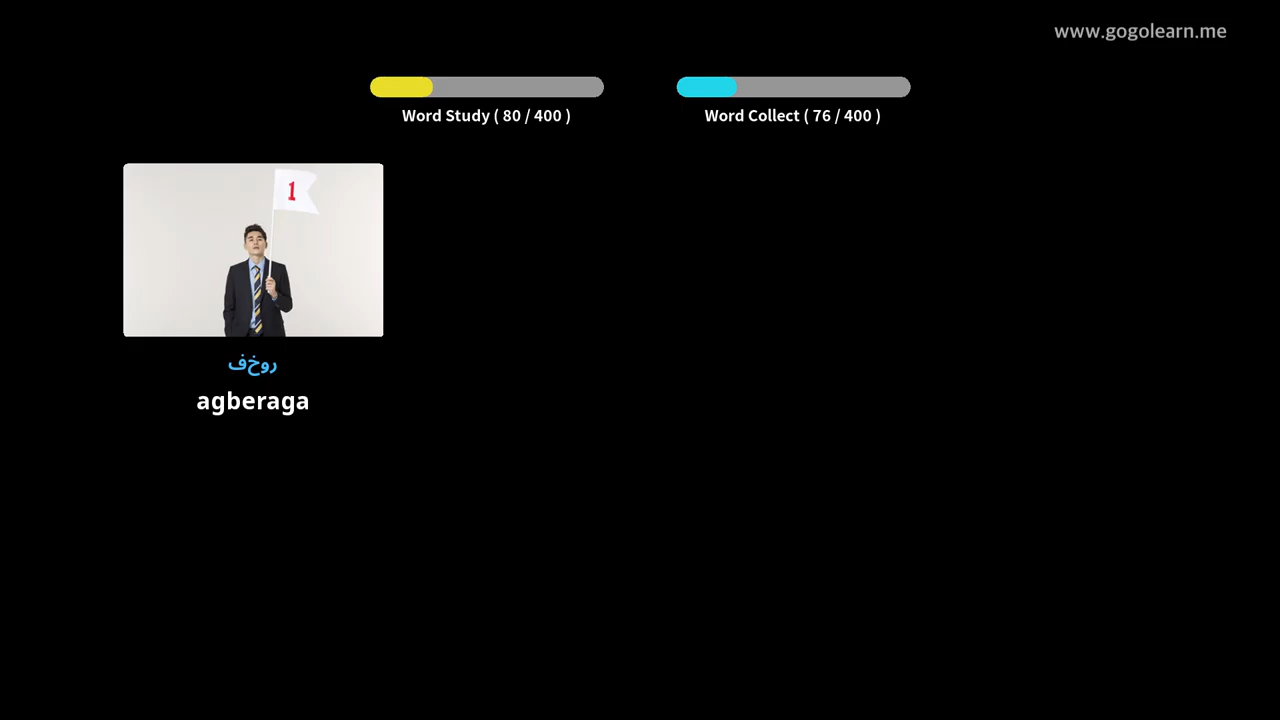 www.gogolearn.me
Word Study ( 80 / 400 )
Word Collect ( 76 / 400 )
1
روخف
agberaga